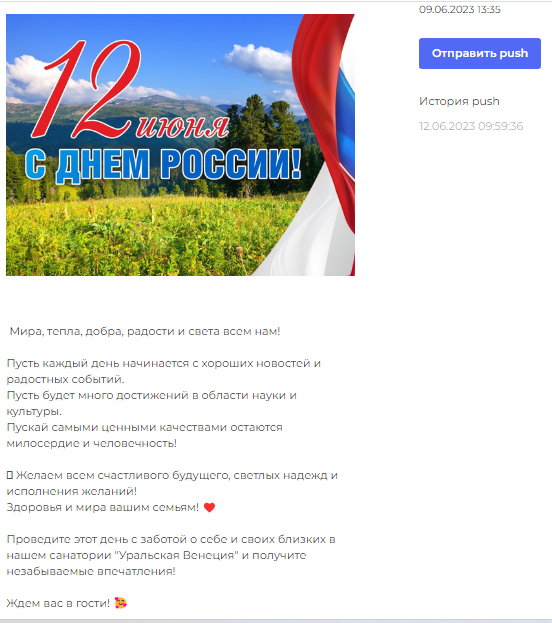 09.06.2023 13:35
Отправить push
История push
12.06.2023 09:59:36
12 июня
С ДНЕМ РОССИИ!
Мира, тепла, добра, радости и света всем нам!
Пусть каждый день начинается с хороших новостей и
радостных событий.
Пусть будет много достижений в области науки и
культуры.
Пускай самыми ценными качествами остаются
милосердие и человечность!
Желаем всем счастливого будущего, светлых надежд и
исполнения желаний!
Здоровья и мира вашим семьям! ❤️
Проведите этот день с заботой о себе и своих близких в
нашем санатории "Уральская Венеция" и получите
незабываемые впечатления!
Ждем вас в гости! 🥰